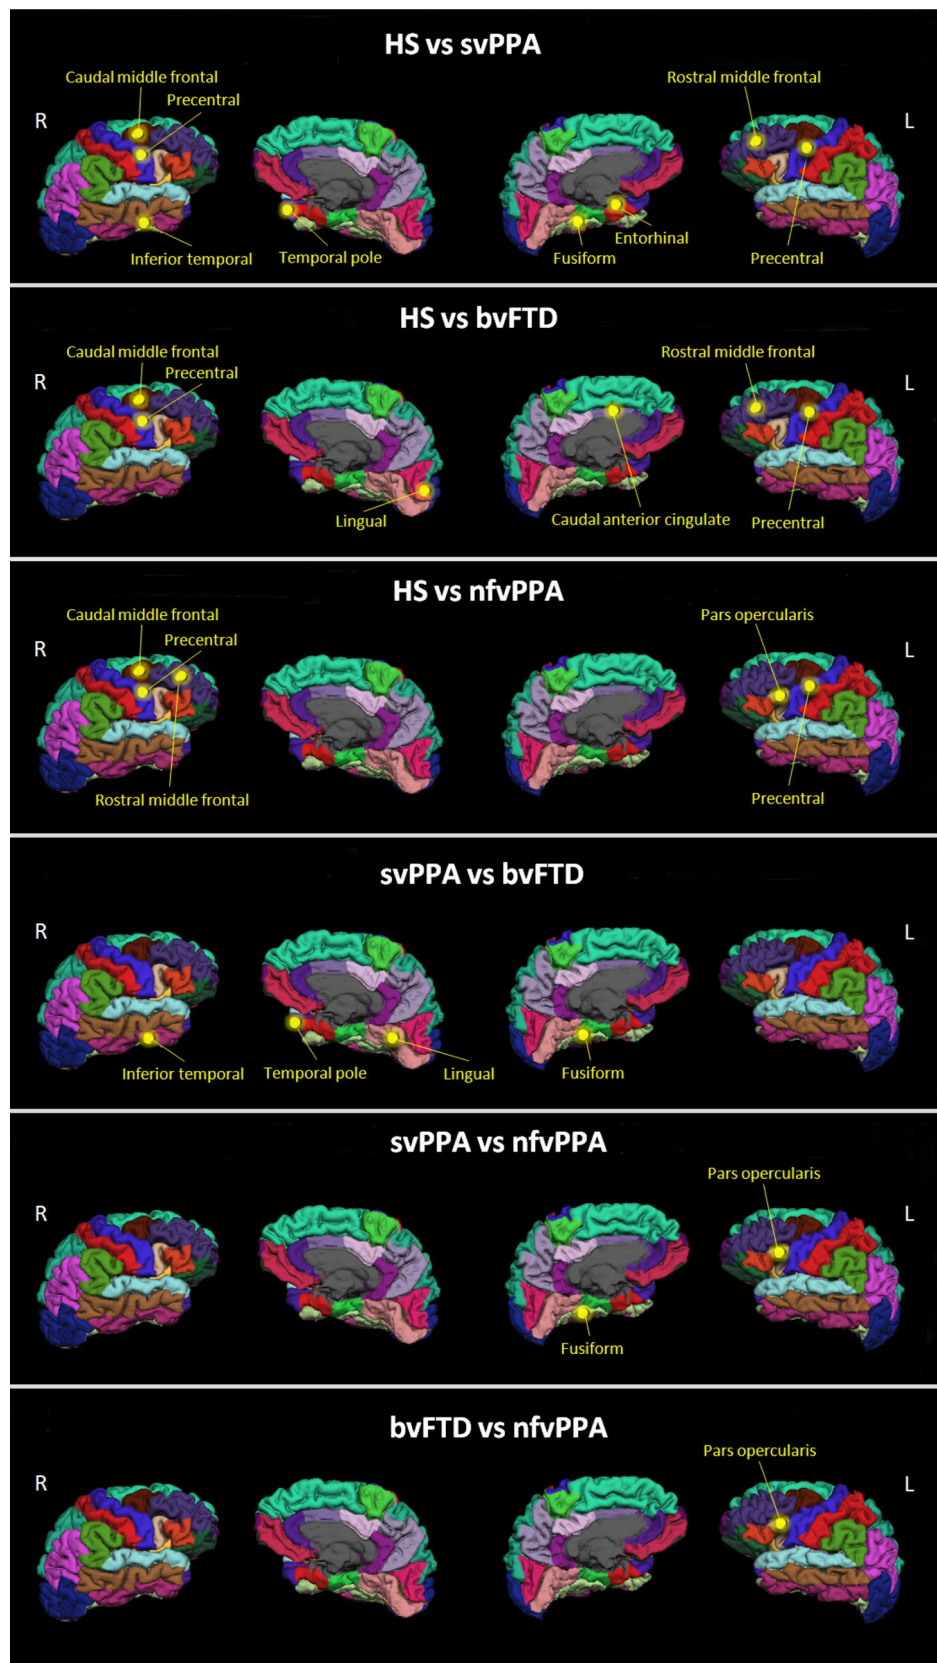 HS vs svPPA
Caudal middle frontal
Rostral middle frontal
Precentral
R
L
Inferior temporal
Temporal pole
Fusiform
Entorhinal
Precentral
HS vs bvFTD
Caudal middle frontal
Rostral middle frontal
Precentral
R
L
Lingual
Caudal anterior cingulate
Precentral
HS vs nfvPPA
Caudal middle frontal
Pars opercularis
Precentral
R
L
Rostral middle frontal
Precentral
svPPA vs bvFTD
R
L
Inferior temporal
Temporal pole
Lingual
Fusiform
svPPA vs nfvPPA
Pars opercularis
R
L
Fusiform
bvFTD vs nfvPPA
Pars opercularis
R
L